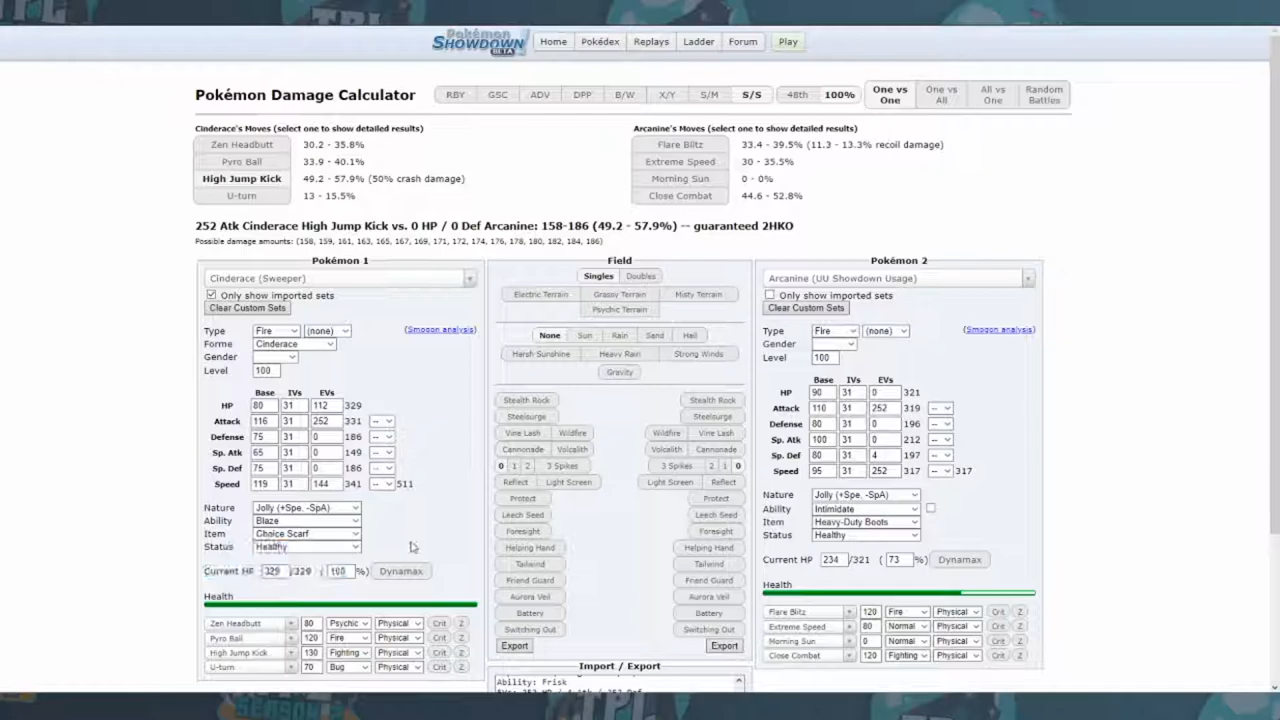 TPL
TPL
Pokémon
SHOWDOWN
BETA
Home Pokédex Replays Ladder Forum Play
Pokémon Damage Calculator RBY GSC ADV DPP B/W X/Y S/M S/S 48th 100% One vs One One vs All All vs One Random Battles
Cinderace's Moves (select one to show detailed results)
Zen Headbutt 30.2 - 35.8%
Pyro Ball 33.9 - 40.1%
High Jump Kick 49.2 - 57.9% (50% crash damage)
U-turn 13 - 15.5%
Arcanine's Moves (select one to show detailed results)
Flare Blitz 33.4 - 39.5% (11.3 - 13.3% recoil damage)
Extreme Speed 30 - 35.5%
Morning Sun 0 - 0%
Close Combat 44.6 - 52.8%
252 Atk Cinderace High Jump Kick vs. 0 HP / 0 Def Arcanine: 158-186 (49.2 - 57.9%) -- guaranteed 2HKO
Possible damage amounts: (158, 159, 161, 163, 165, 167, 169, 171, 172, 174, 176, 178, 180, 182, 184, 186)
Pokémon 1
Cinderace (Sweeper)
Only show imported sets
Clear Custom Sets
Type Fire (none) (Smogon analysis)
Forme Cinderace
Gender
Level 100
Base IVs EVs
HP 80 31 112 329
Attack 116 31 252 331 --
Defense 75 31 0 186 --
Sp. Atk 65 31 0 149 --
Sp. Def 75 31 0 186 --
Speed 119 31 144 341 -- 511
Nature Jolly (+Spe, -SpA)
Ability Blaze
Item Choice Scarf
Status Healthy
Current HP 329 /329 ( 100 %) Dynamax
Health
Zen Headbutt 80 Psychic Physical Crit Z
Pyro Ball 120 Fire Physical Crit Z
High Jump Kick 130 Fighting Physical Crit Z
U-turn 70 Bug Physical Crit Z
Field
Singles Doubles
Electric Terrain Grassy Terrain Misty Terrain
Psychic Terrain
None Sun Rain Sand Hail
Harsh Sunshine Heavy Rain Strong Winds
Gravity
Stealth Rock Stealth Rock
Steelsurge Steelsurge
Vine Lash Wildfire Wildfire Vine Lash
Cannonade Volcalith Volcalith Cannonade
0 1 2 3 Spikes 3 Spikes 2 1 0
Reflect Light Screen Light Screen Reflect
Protect Protect
Leech Seed Leech Seed
Foresight Foresight
Helping Hand Helping Hand
Tailwind Tailwind
Friend Guard Friend Guard
Aurora Veil Aurora Veil
Battery Battery
Switching Out Switching Out
Export Export
Import / Export
Ability: Frisk
Pokémon 2
Arcanine (UU Showdown Usage)
Only show imported sets
Clear Custom Sets
Type Fire (none) (Smogon analysis)
Gender
Level 100
Base IVs EVs
HP 90 31 0 321
Attack 110 31 252 319 --
Defense 80 31 0 196 --
Sp. Atk 100 31 0 212 --
Sp. Def 80 31 4 197 --
Speed 95 31 252 317 -- 317
Nature Jolly (+Spe, -SpA)
Ability Intimidate
Item Heavy-Duty Boots
Status Healthy
Current HP 234 /321 ( 73 %) Dynamax
Health
Flare Blitz 120 Fire Physical Crit Z
Extreme Speed 80 Normal Physical Crit Z
Morning Sun 0 Normal Physical Crit Z
Close Combat 120 Fighting Physical Crit Z
SEASON
TPL
TPL